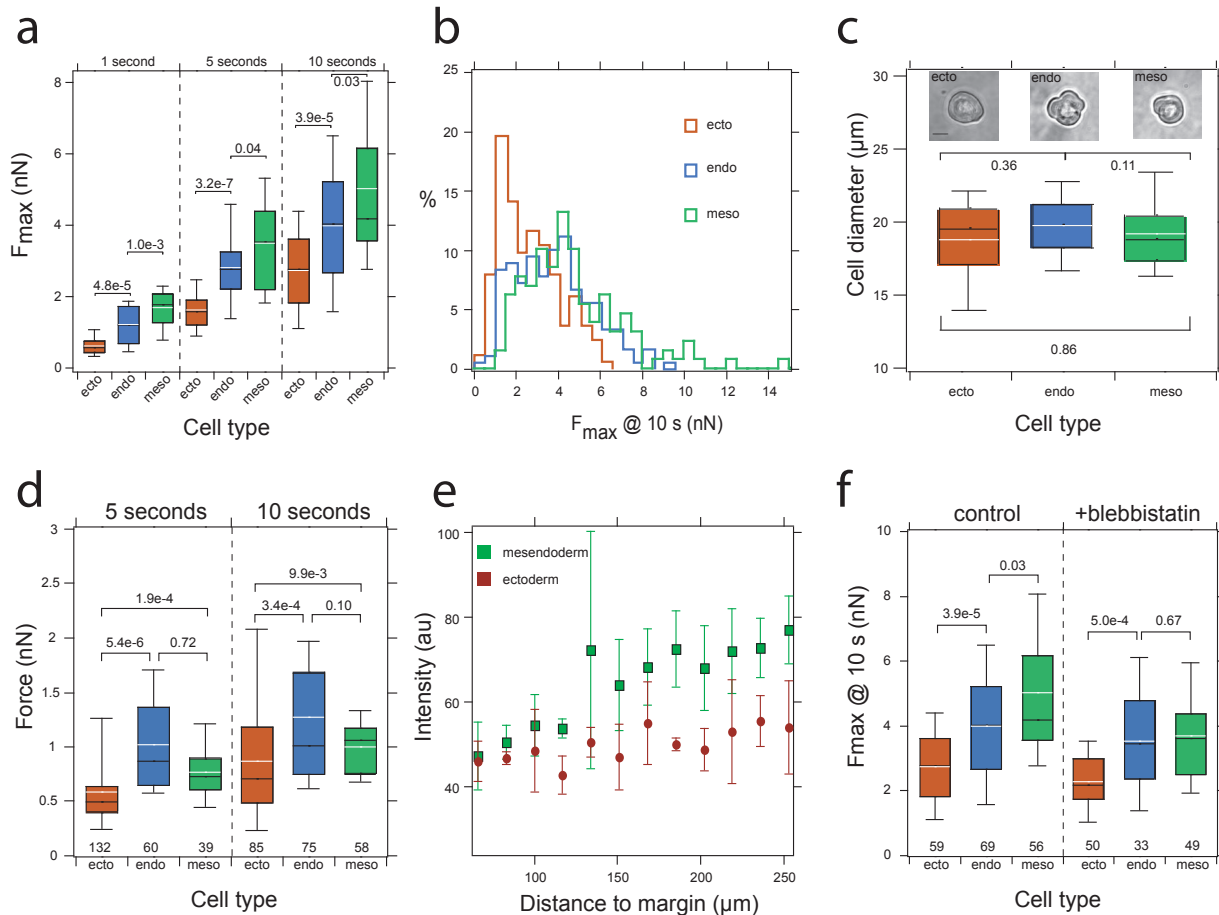 a
1 second 5 seconds 10 seconds
Fmax (nN)
8
6
4
2
0
4.8e-5
1.0e-3
3.2e-7
0.04
3.9e-5
0.03
ecto endo meso ecto endo meso ecto endo meso
Cell type
b
25
20
%
15
10
5
0
ecto
endo
meso
0 2 4 6 8 10 12 14
Fmax @ 10 s (nN)
c
Cell diameter (µm)
30
20
10
ecto endo meso
0.36
0.11
0.86
ecto endo meso
Cell type
d
5 seconds 10 seconds
Force (nN)
3
2.5
2
1.5
1
0.5
0
1.9e-4
5.4e-6
0.72
9.9e-3
3.4e-4
0.10
132 60 39 85 75 58
ecto endo meso ecto endo meso
Cell type
e
Intensity (au)
100
80
60
40
mesendoderm
ectoderm
100 150 200 250
Distance to margin (µm)
f
control +blebbistatin
Fmax @ 10 s (nN)
10
8
6
4
2
0
3.9e-5
0.03
5.0e-4
0.67
59 69 56 50 33 49
ecto endo meso ecto endo meso
Cell type